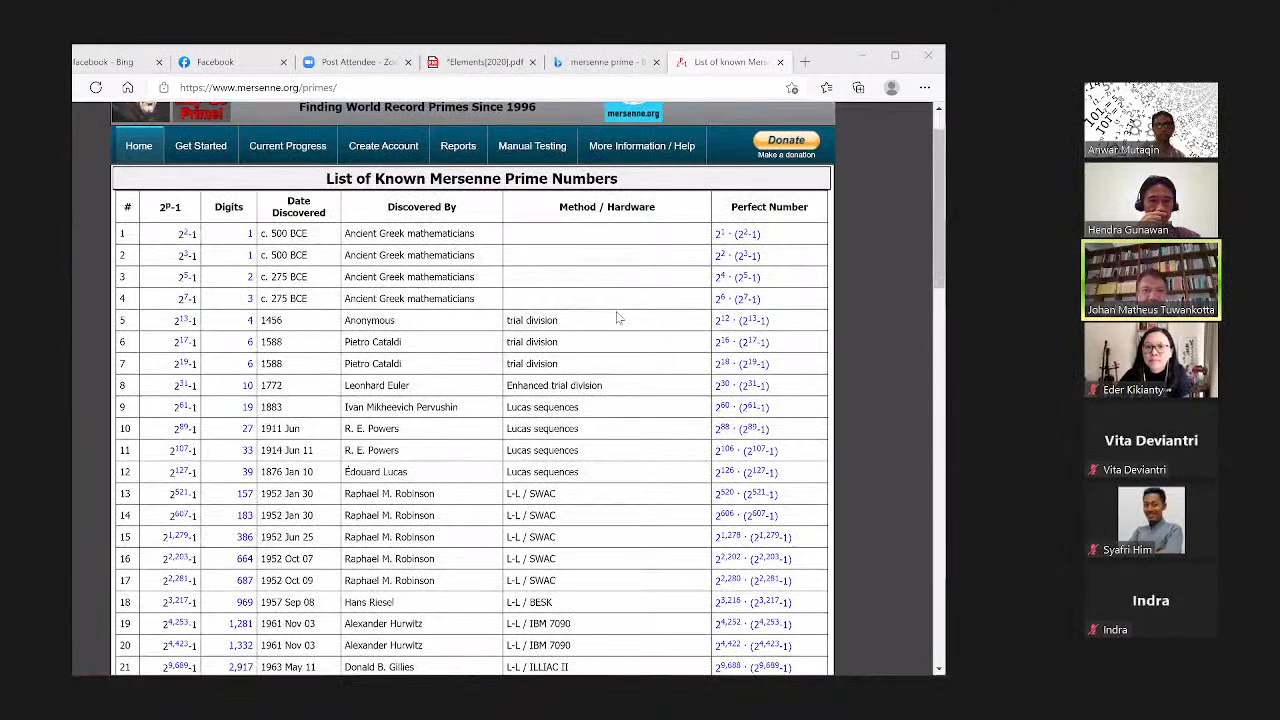 facebook - Bing
Facebook
Post Attendee - Zo
*Elements[2020].pdf
mersenne prime - B
List of known Mers
https://www.mersenne.org/primes/
Prime!
Finding World Record Primes Since 1996
mersenne.org
Home Get Started Current Progress Create Account Reports Manual Testing More Information / Help Donate
Make a donation
List of Known Mersenne Prime Numbers
# 2ᵖ-1 Digits Date Discovered Discovered By Method / Hardware Perfect Number
1 2²-1 1 c. 500 BCE Ancient Greek mathematicians 2¹ · (2²-1)
2 2³-1 1 c. 500 BCE Ancient Greek mathematicians 2² · (2³-1)
3 2⁵-1 2 c. 275 BCE Ancient Greek mathematicians 2⁴ · (2⁵-1)
4 2⁷-1 3 c. 275 BCE Ancient Greek mathematicians 2⁶ · (2⁷-1)
5 2¹³-1 4 1456 Anonymous trial division 2¹² · (2¹³-1)
6 2¹⁷-1 6 1588 Pietro Cataldi trial division 2¹⁶ · (2¹⁷-1)
7 2¹⁹-1 6 1588 Pietro Cataldi trial division 2¹⁸ · (2¹⁹-1)
8 2³¹-1 10 1772 Leonhard Euler Enhanced trial division 2³⁰ · (2³¹-1)
9 2⁶¹-1 19 1883 Ivan Mikheevich Pervushin Lucas sequences 2⁶⁰ · (2⁶¹-1)
10 2⁸⁹-1 27 1911 Jun R. E. Powers Lucas sequences 2⁸⁸ · (2⁸⁹-1)
11 2¹⁰⁷-1 33 1914 Jun 11 R. E. Powers Lucas sequences 2¹⁰⁶ · (2¹⁰⁷-1)
12 2¹²⁷-1 39 1876 Jan 10 Édouard Lucas Lucas sequences 2¹²⁶ · (2¹²⁷-1)
13 2⁵²¹-1 157 1952 Jan 30 Raphael M. Robinson L-L / SWAC 2⁵²⁰ · (2⁵²¹-1)
14 2⁶⁰⁷-1 183 1952 Jan 30 Raphael M. Robinson L-L / SWAC 2⁶⁰⁶ · (2⁶⁰⁷-1)
15 2¹,²⁷⁹-1 386 1952 Jun 25 Raphael M. Robinson L-L / SWAC 2¹,²⁷⁸ · (2¹,²⁷⁹-1)
16 2²,²⁰³-1 664 1952 Oct 07 Raphael M. Robinson L-L / SWAC 2²,²⁰² · (2²,²⁰³-1)
17 2²,²⁸¹-1 687 1952 Oct 09 Raphael M. Robinson L-L / SWAC 2²,²⁸⁰ · (2²,²⁸¹-1)
18 2³,²¹⁷-1 969 1957 Sep 08 Hans Riesel L-L / BESK 2³,²¹⁶ · (2³,²¹⁷-1)
19 2⁴,²⁵³-1 1,281 1961 Nov 03 Alexander Hurwitz L-L / IBM 7090 2⁴,²⁵² · (2⁴,²⁵³-1)
20 2⁴,⁴²³-1 1,332 1961 Nov 03 Alexander Hurwitz L-L / IBM 7090 2⁴,⁴²² · (2⁴,⁴²³-1)
21 2⁹,⁶⁸⁹-1 2,917 1963 May 11 Donald B. Gillies L-L / ILLIAC II 2⁹,⁶⁸⁸ · (2⁹,⁶⁸⁹-1)
Anwar Mutaqin
Hendra Gunawan
Johan Matheus Tuwankotta
Eder Kikianty
Vita Deviantri
Vita Deviantri
Syafri Him
Indra
Indra